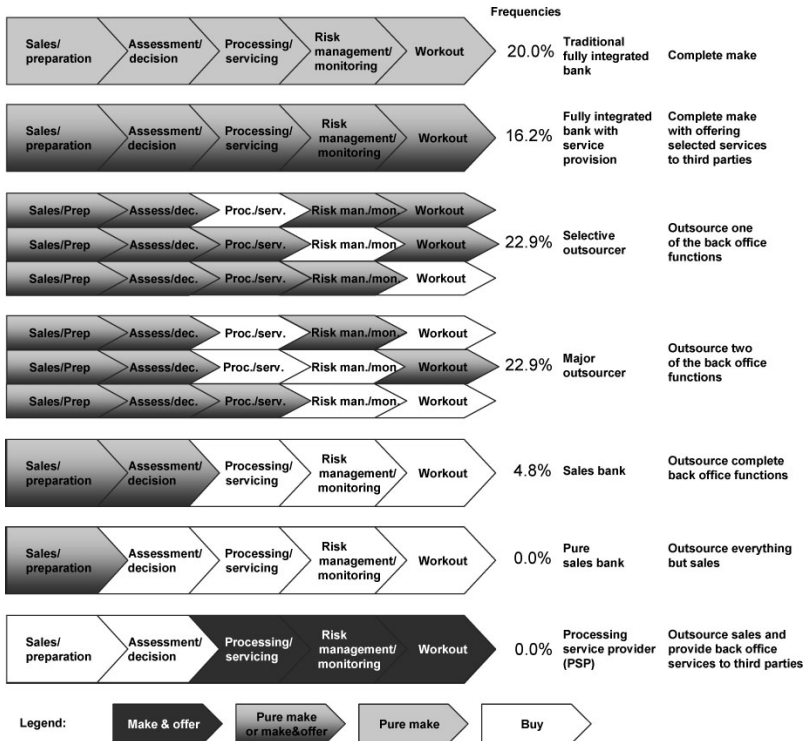 Frequencies
Sales/
preparation
Assessment/
decision
Processing/
servicing
Risk
management/
monitoring
Workout
20.0%
Traditional
fully integrated
bank
Complete make
Sales/
preparation
Assessment/
decision
Processing/
servicing
Risk
management/
monitoring
Workout
16.2%
Fully integrated
bank with
service
provision
Complete make
with offering
selected services
to third parties
Sales/Prep Assess/dec. Proc./serv. Risk man./mon. Workout
Sales/Prep Assess/dec. Proc./serv. Risk man./mon. Workout
Sales/Prep Assess/dec. Proc./serv. Risk man./mon. Workout
22.9%
Selective
outsourcer
Outsource one
of the back office
functions
Sales/Prep Assess/dec. Proc./serv. Risk man./mon. Workout
Sales/Prep Assess/dec. Proc./serv. Risk man./mon. Workout
Sales/Prep Assess/dec. Proc./serv. Risk man./mon. Workout
22.9%
Major
outsourcer
Outsource two
of the back office
functions
Sales/
preparation
Assessment/
decision
Processing/
servicing
Risk
management/
monitoring
Workout
4.8%
Sales bank
Outsource complete
back office functions
Sales/
preparation
Assessment/
decision
Processing/
servicing
Risk
management/
monitoring
Workout
0.0%
Pure
sales bank
Outsource everything
but sales
Sales/
preparation
Assessment/
decision
Processing/
servicing
Risk
management/
monitoring
Workout
0.0%
Processing
service provider
(PSP)
Outsource sales and
provide back office
services to third parties
Legend:
Make & offer
Pure make
or make&offer
Pure make
Buy